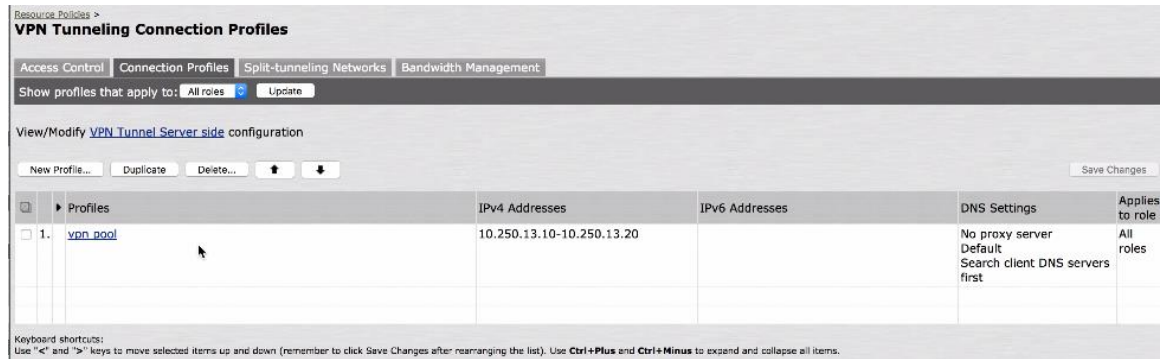 Resource Policies >
VPN Tunneling Connection Profiles
Access Control Connection Profiles Split-tunneling Networks Bandwidth Management
Show profiles that apply to: All roles Update
View/Modify VPN Tunnel Server side configuration
New Profile... Duplicate Delete... Save Changes
Profiles IPv4 Addresses IPv6 Addresses DNS Settings Applies to role
1. vpn pool 10.250.13.10-10.250.13.20 No proxy server All
Default roles
Search client DNS servers
first
Keyboard shortcuts:
Use "<" and ">" keys to move selected items up and down (remember to click Save Changes after rearranging the list). Use Ctrl+Plus and Ctrl+Minus to expand and collapse all items.